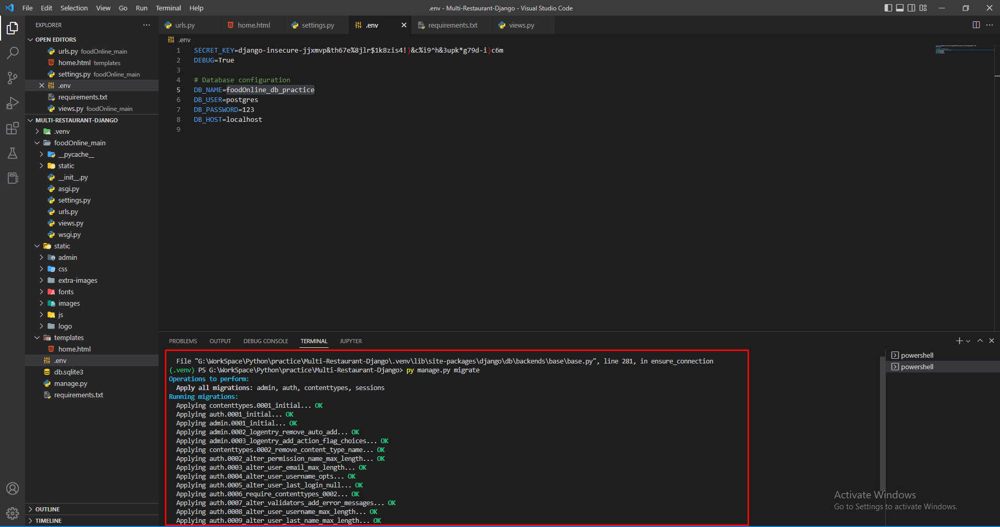 File Edit Selection View Go Run Terminal Help
.env - Multi-Restaurant-Django - Visual Studio Code
EXPLORER
OPEN EDITORS
urls.py foodOnline_main
home.html templates
settings.py foodOnline_main
.env
requirements.txt
views.py foodOnline_main
MULTI-RESTAURANT-DJANGO
.venv
foodOnline_main
__pycache__
static
__init__.py
asgi.py
settings.py
urls.py
views.py
wsgi.py
static
admin
css
extra-images
fonts
images
js
logo
templates
home.html
.env
db.sqlite3
manage.py
requirements.txt
OUTLINE
TIMELINE
urls.py home.html settings.py .env requirements.txt views.py
.env
1 SECRET_KEY=django-insecure-jjxmvp&th67e%8jlr$1k8zis4!)&c%i9^h&3upk*g79d-i)c6m
2 DEBUG=True
3
4 # Database configuration
5 DB_NAME=foodOnline_db_practice
6 DB_USER=postgres
7 DB_PASSWORD=123
8 DB_HOST=localhost
9
PROBLEMS OUTPUT DEBUG CONSOLE TERMINAL JUPYTER
File "G:\WorkSpace\Python\practice\Multi-Restaurant-Django\.venv\lib\site-packages\django\db\backends\base\base.py", line 281, in ensure_connection
(.venv) PS G:\WorkSpace\Python\practice\Multi-Restaurant-Django> py manage.py migrate
Operations to perform:
Apply all migrations: admin, auth, contenttypes, sessions
Running migrations:
Applying contenttypes.0001_initial... OK
Applying auth.0001_initial... OK
Applying admin.0001_initial... OK
Applying admin.0002_logentry_remove_auto_add... OK
Applying admin.0003_logentry_add_action_flag_choices... OK
Applying contenttypes.0002_remove_content_type_name... OK
Applying auth.0002_alter_permission_name_max_length... OK
Applying auth.0003_alter_user_email_max_length... OK
Applying auth.0004_alter_user_username_opts... OK
Applying auth.0005_alter_user_last_login_null... OK
Applying auth.0006_require_contenttypes_0002... OK
Applying auth.0007_alter_validators_add_error_messages... OK
Applying auth.0008_alter_user_username_max_length... OK
Applying auth.0009_alter_user_last_name_max_length... OK
powershell
powershell
Activate Windows
Go to Settings to activate Windows.